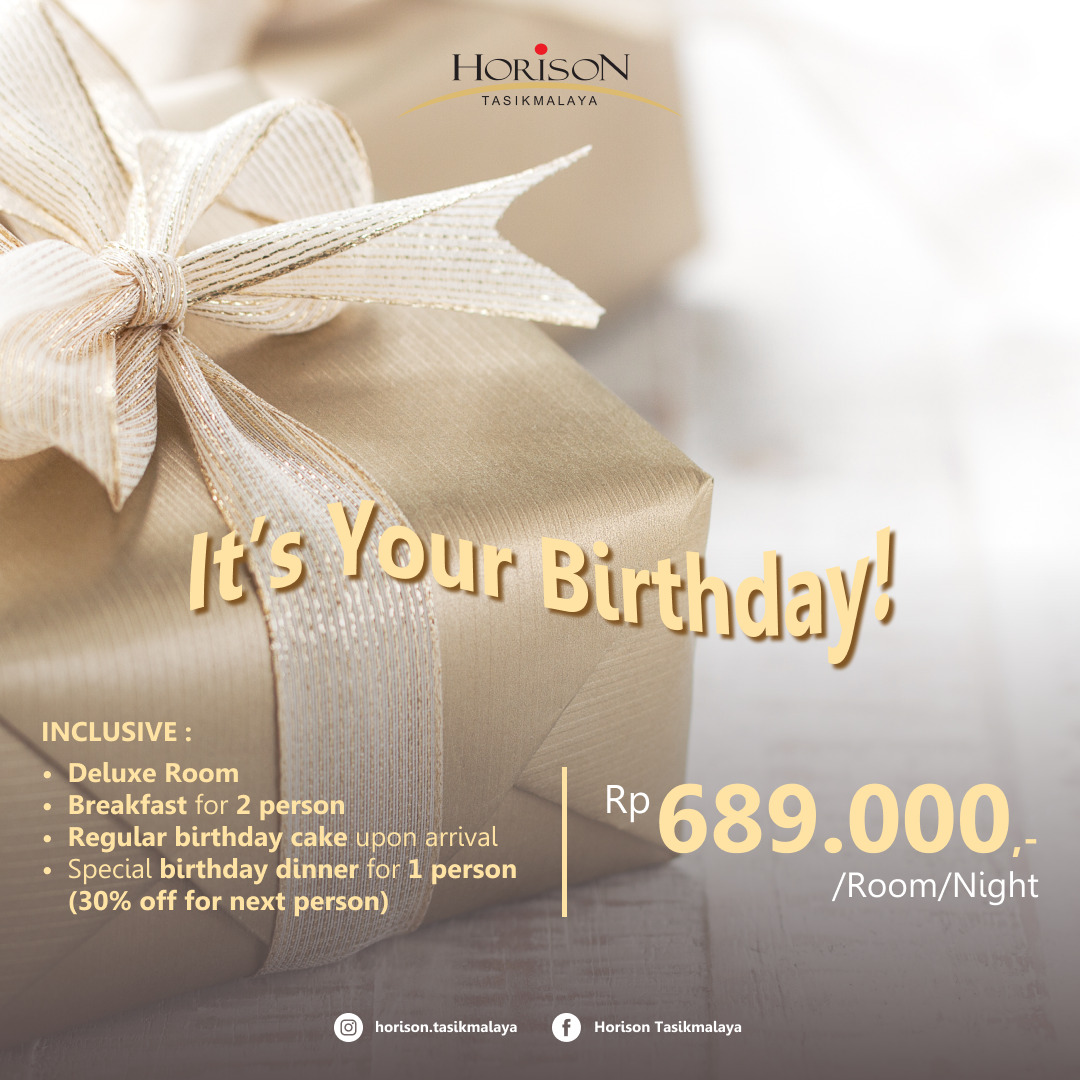 HORISON
TASIKMALAYA
It's Your Birthday!
INCLUSIVE :
• Deluxe Room
• Breakfast for 2 person
• Regular birthday cake upon arrival
• Special birthday dinner for 1 person
(30% off for next person)
Rp 689.000,-
/Room/Night
horison.tasikmalaya
Horison Tasikmalaya